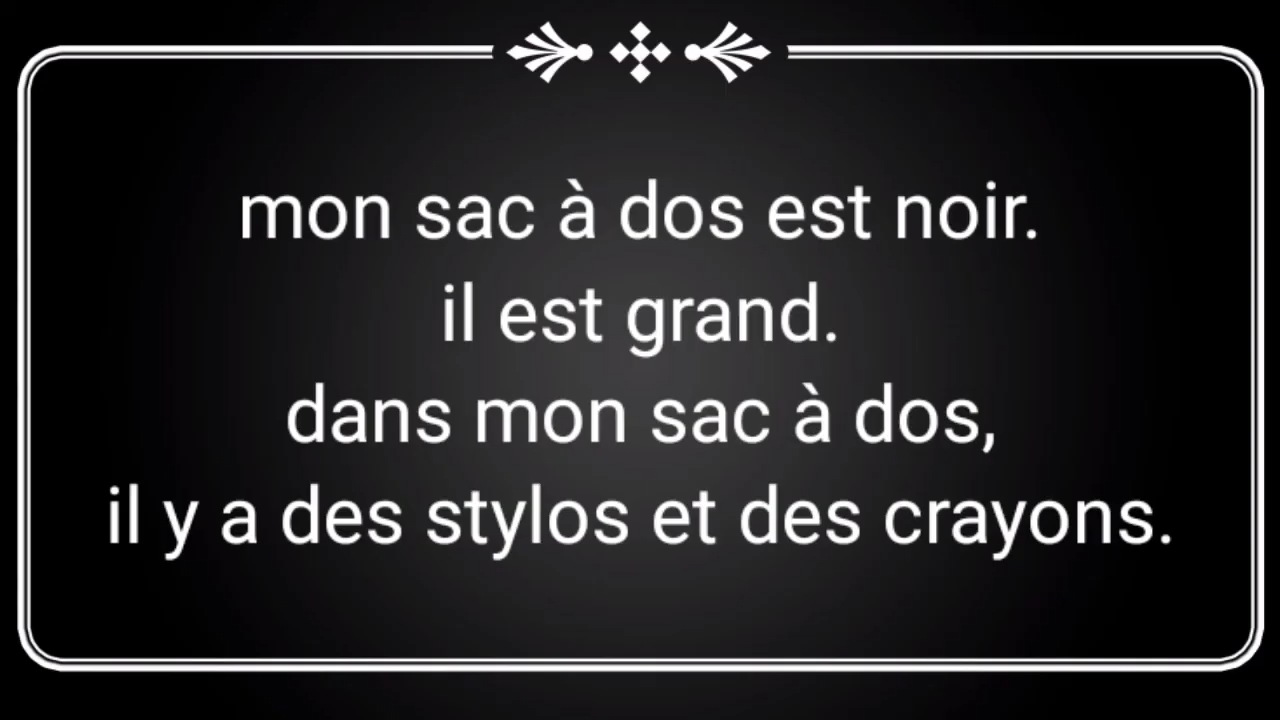 mon sac à dos est noir.
il est grand.
dans mon sac à dos,
il y a des stylos et des crayons.